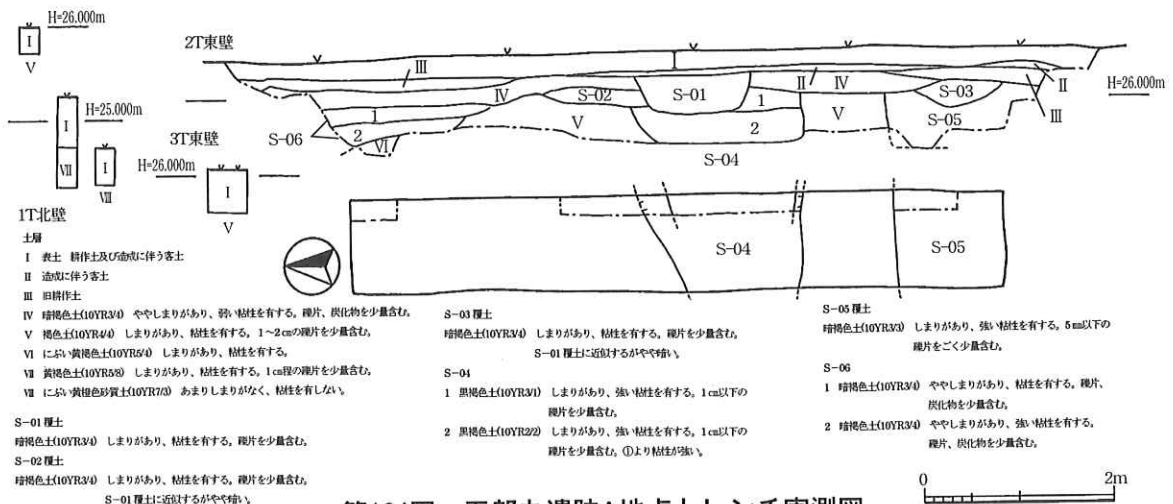 H=26.000m
I
V
2T東壁
III
II
IV
S-01
S-02
S-03
II
III
H=26.000m
IV
1
2
S-06
VI
V
1
2
V
S-05
S-04
I
H=25.000m
VII
I
VII
3T東壁
H=26.000m
I
V
1T北壁
S-04
S-05
土層
I 表土 耕作土及び造成に伴う客土
II 造成に伴う客土
III 旧耕作土
IV 暗褐色土(10YR3/4) ややしまりがあり、弱い粘性を有する。礫片、炭化物を少量含む。
V 褐色土(10YR4/4) しまりがあり、粘性を有する。1～2㎝の礫片を少量含む。
VI にぶい黄褐色土(10YR5/4) しまりがあり、粘性を有する。
VII 黄褐色土(10YR5/8) しまりがあり、粘性を有する。1㎝程の礫片を少量含む。
VIII にぶい黄橙色砂質土(10YR7/3) あまりしまりがなく、粘性を有しない。
S-01覆土
暗褐色土(10YR3/4) しまりがあり、粘性を有する。礫片を少量含む。
S-02覆土
暗褐色土(10YR3/4) しまりがあり、粘性を有する。礫片を少量含む。
S-01覆土に近似するがやや暗い。
S-03覆土
暗褐色土(10YR3/4) しまりがあり、粘性を有する。礫片を少量含む。
S-01覆土に近似するがやや暗い。
S-04
1 黒褐色土(10YR3/1) しまりがあり、強い粘性を有する。1㎝以下の
礫片を少量含む。
2 黒褐色土(10YR2/2) しまりがあり、強い粘性を有する。1㎝以下の
礫片を少量含む。①より粘性が強い。
S-05覆土
暗褐色土(10YR3/3) しまりがあり、強い粘性を有する。5㎜以下の
礫片をごく少量含む。
S-06
1 暗褐色土(10YR3/4) ややしまりがあり、粘性を有する。礫片、
炭化物を少量含む。
2 暗褐色土(10YR3/4) ややしまりがあり、強い粘性を有する。
礫片、炭化物を少量含む。
0 2m